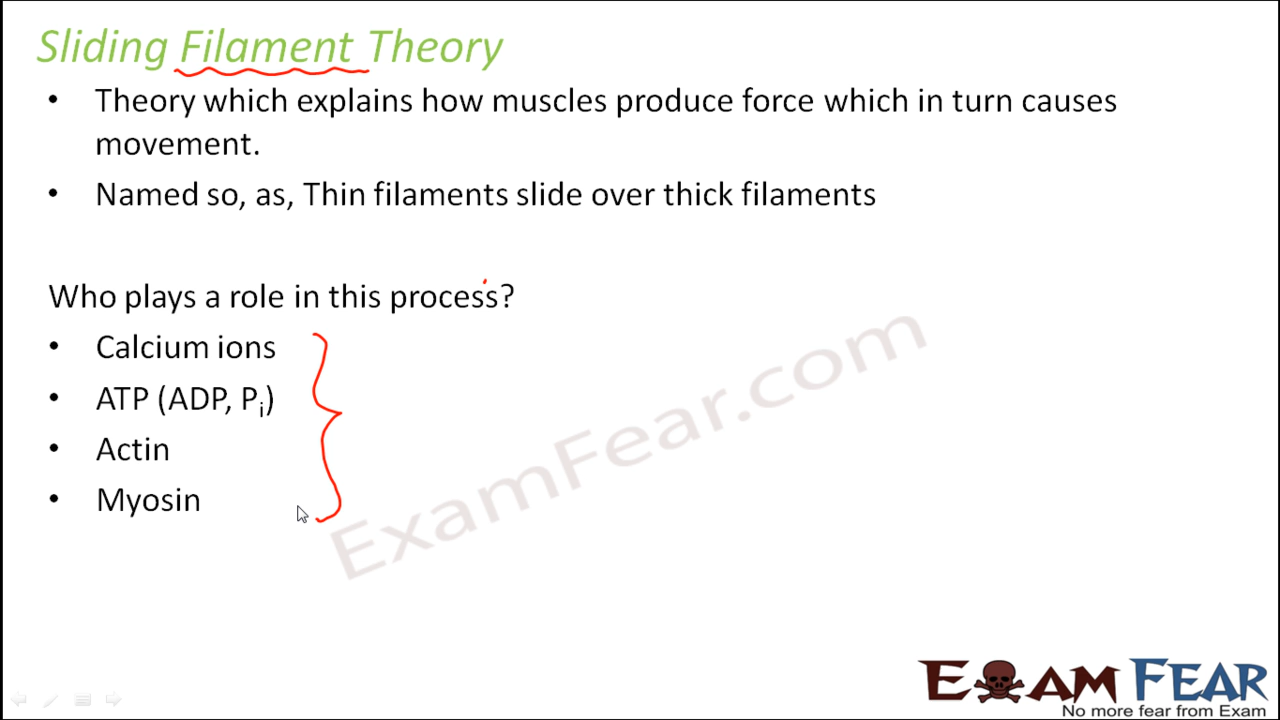 Sliding Filament Theory
• Theory which explains how muscles produce force which in turn causes
movement.
• Named so, as, Thin filaments slide over thick filaments
Who plays a role in this process?
• Calcium ions
• ATP (ADP, Pi)
• Actin
• Myosin
ExamFear.com
EXAM FEAR
No more fear from Exam